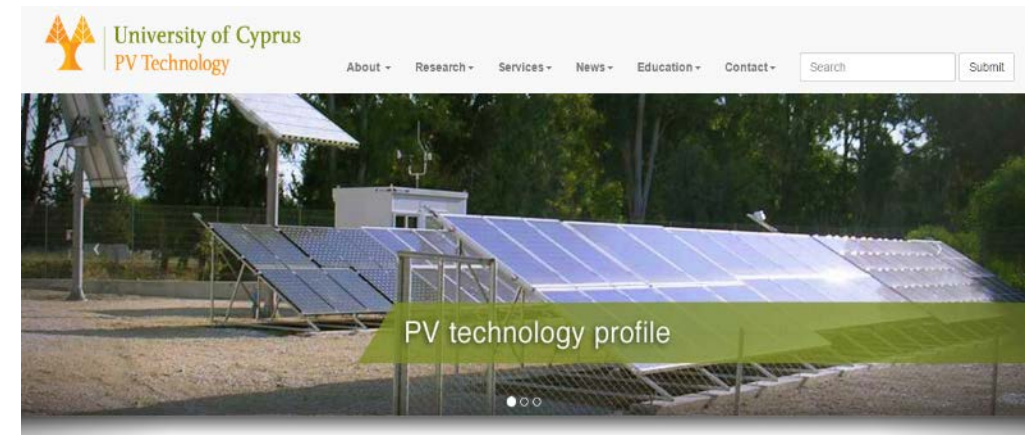 University of Cyprus
PV Technology
About
Research
Services
News
Education
Contact
Search
Submit
PV technology profile